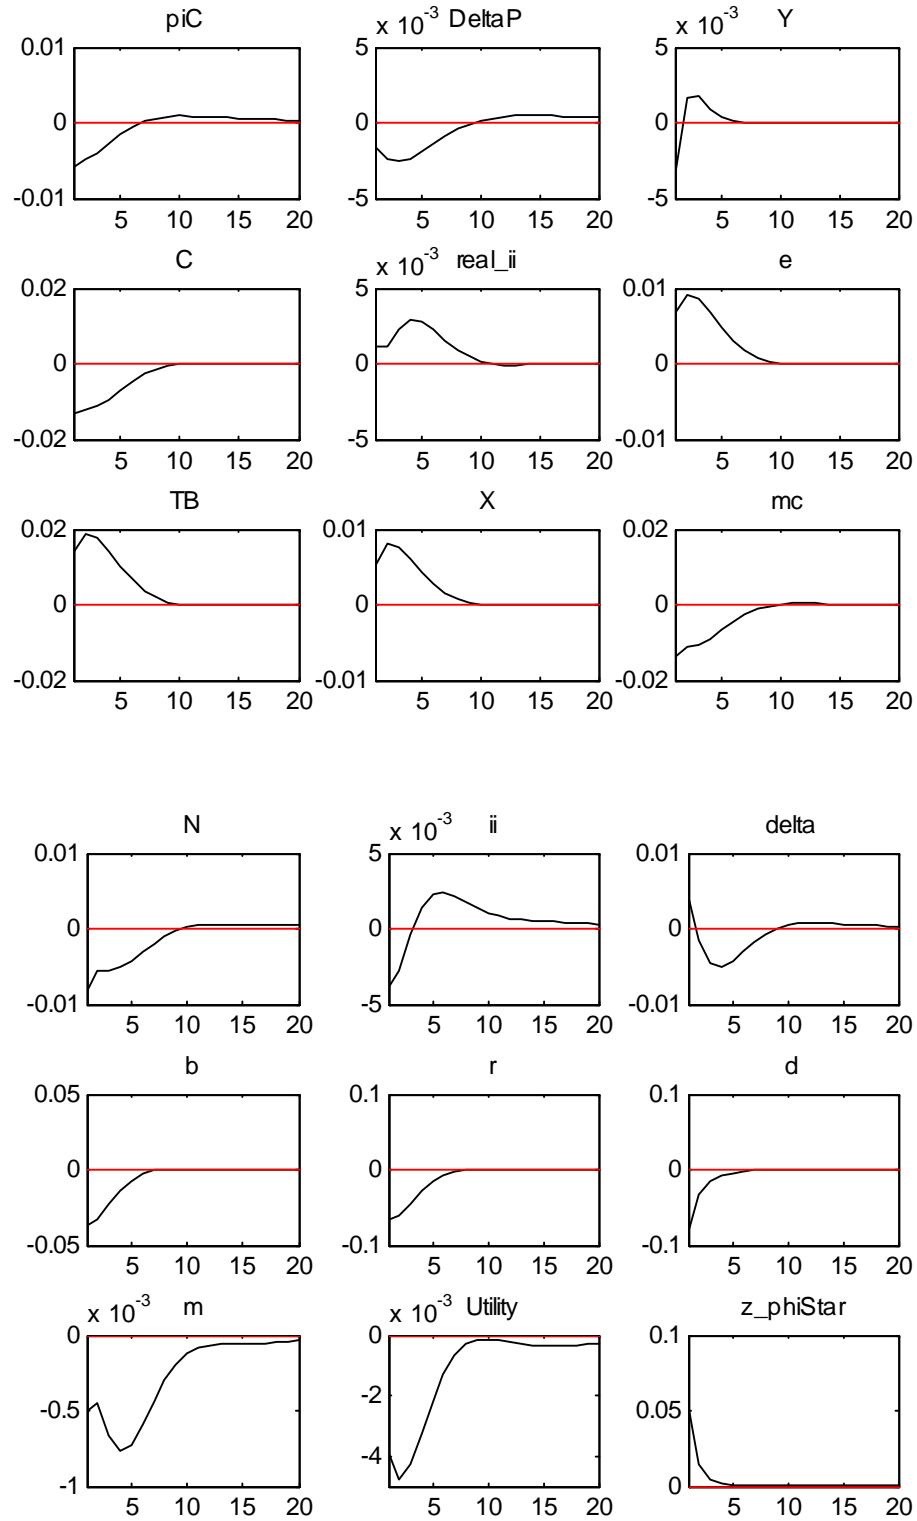 piC
x 10^-3 DeltaP
x 10^-3 Y
0.01 5 5
0 0 0
-0.01 -5 -5
5 10 15 20 5 10 15 20 5 10 15 20
C
x 10^-3 real_ii
e
0.02 5 0.01
0 0 0
-0.02 -5 -0.01
5 10 15 20 5 10 15 20 5 10 15 20
TB
X
mc
0.02 0.01 0.02
0 0 0
-0.02 -0.01 -0.02
5 10 15 20 5 10 15 20 5 10 15 20
N
x 10^-3 ii
delta
0.01 5 0.01
0 0 0
-0.01 -5 -0.01
5 10 15 20 5 10 15 20 5 10 15 20
b
r
d
0.05 0.1 0.1
0 0 0
-0.05 -0.1 -0.1
5 10 15 20 5 10 15 20 5 10 15 20
x 10^-3 m
x 10^-3 Utility
z_phiStar
0 0 0.1
-0.5 -2 0.05
-1 -4 0
5 10 15 20 5 10 15 20 5 10 15 20